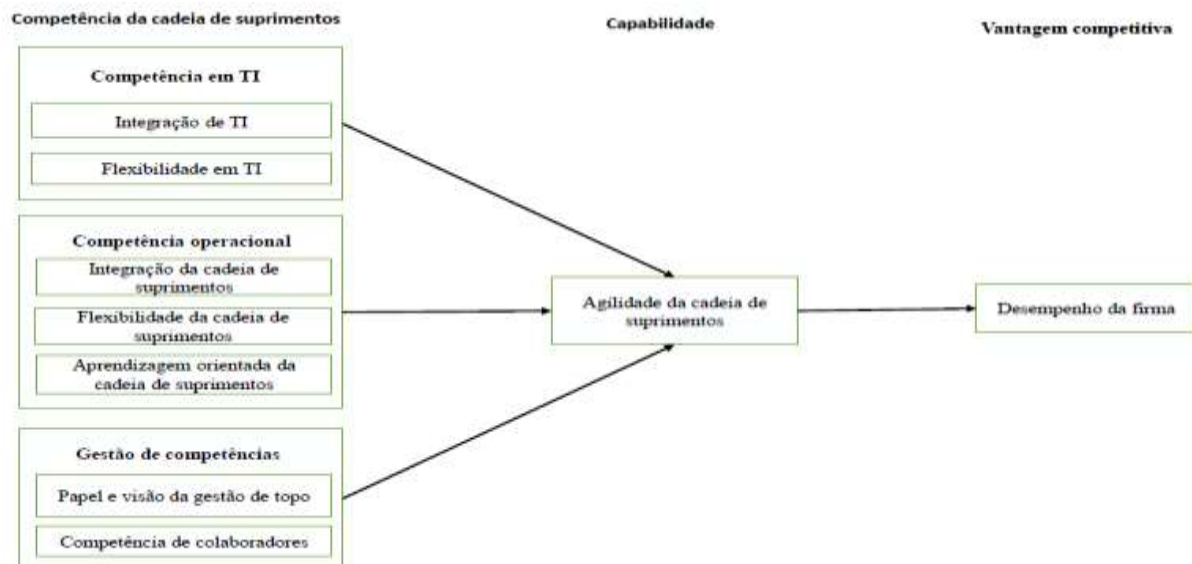 Competência da cadeia de suprimentos
Capabilidade
Vantagem competitiva
Competência em TI
Integração de TI
Flexibilidade em TI
Competência operacional
Integração da cadeia de
suprimentos
Flexibilidade da cadeia de
suprimentos
Aprendizagem orientada da
cadeia de suprimentos
Gestão de competências
Papel e visão da gestão de topo
Competência de colaboradores
Agilidade da cadeia de
suprimentos
Desempenho da firma